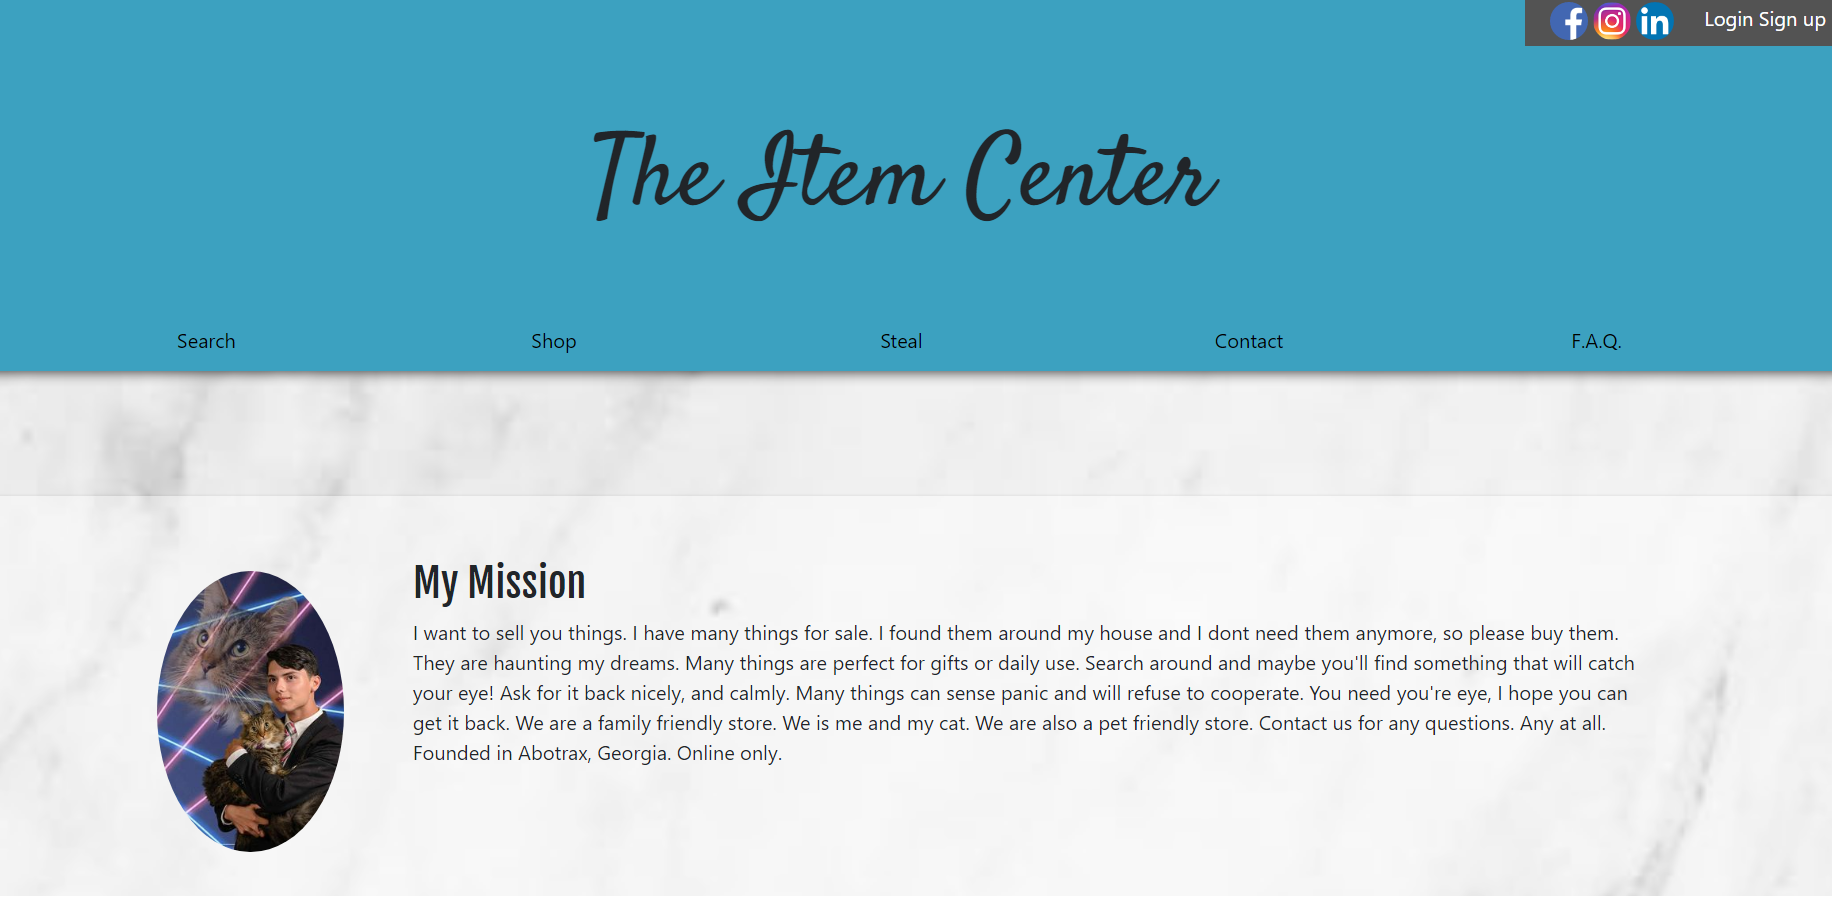 Login Sign up
The Item Center
Search Shop Steal Contact F.A.Q.
My Mission
I want to sell you things. I have many things for sale. I found them around my house and I dont need them anymore, so please buy them.
They are haunting my dreams. Many things are perfect for gifts or daily use. Search around and maybe you'll find something that will catch
your eye! Ask for it back nicely, and calmly. Many things can sense panic and will refuse to cooperate. You need you're eye, I hope you can
get it back. We are a family friendly store. We is me and my cat. We are also a pet friendly store. Contact us for any questions. Any at all.
Founded in Abotrax, Georgia. Online only.